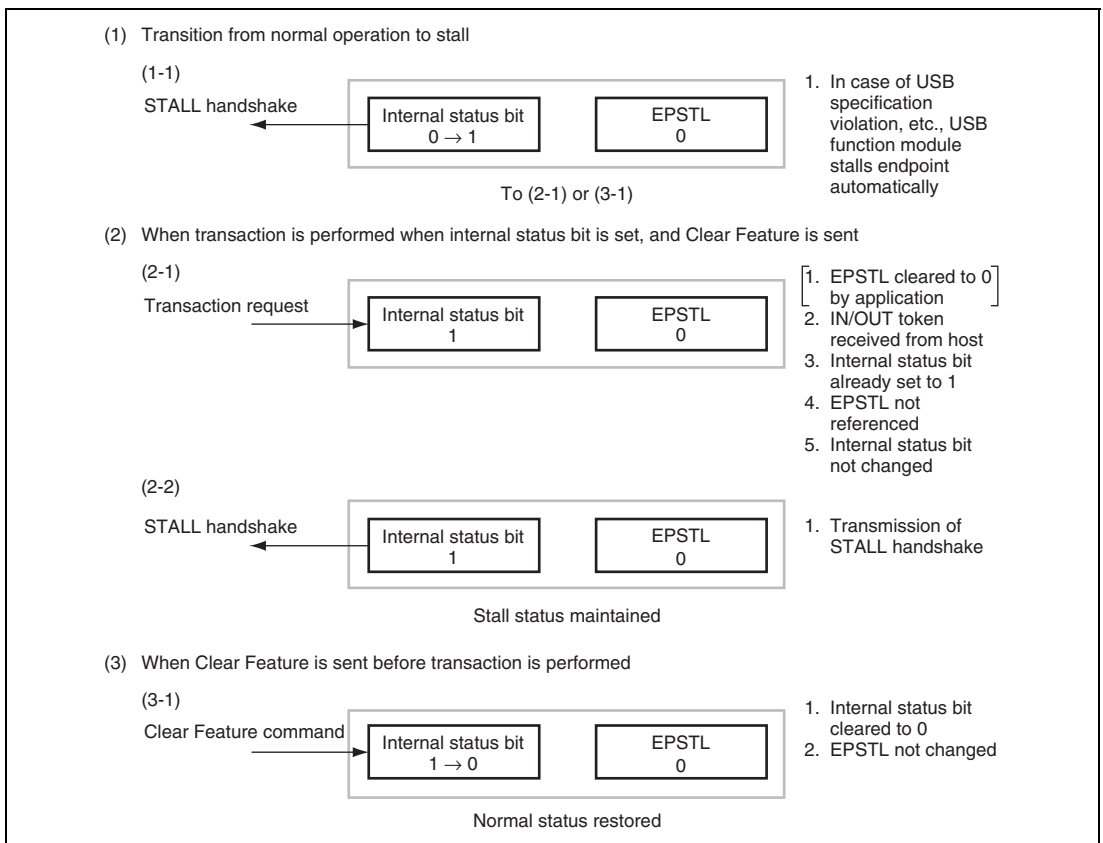 (1) Transition from normal operation to stall
(1-1)
STALL handshake
Internal status bit
0 → 1
EPSTL
0
1. In case of USB
specification
violation, etc., USB
function module
stalls endpoint
automatically
To (2-1) or (3-1)
(2) When transaction is performed when internal status bit is set, and Clear Feature is sent
(2-1)
Transaction request
Internal status bit
1
EPSTL
0
1. EPSTL cleared to 0
by application
2. IN/OUT token
received from host
3. Internal status bit
already set to 1
4. EPSTL not
referenced
5. Internal status bit
not changed
(2-2)
STALL handshake
Internal status bit
1
EPSTL
0
1. Transmission of
STALL handshake
Stall status maintained
(3) When Clear Feature is sent before transaction is performed
(3-1)
Clear Feature command
Internal status bit
1 → 0
EPSTL
0
1. Internal status bit
cleared to 0
2. EPSTL not changed
Normal status restored